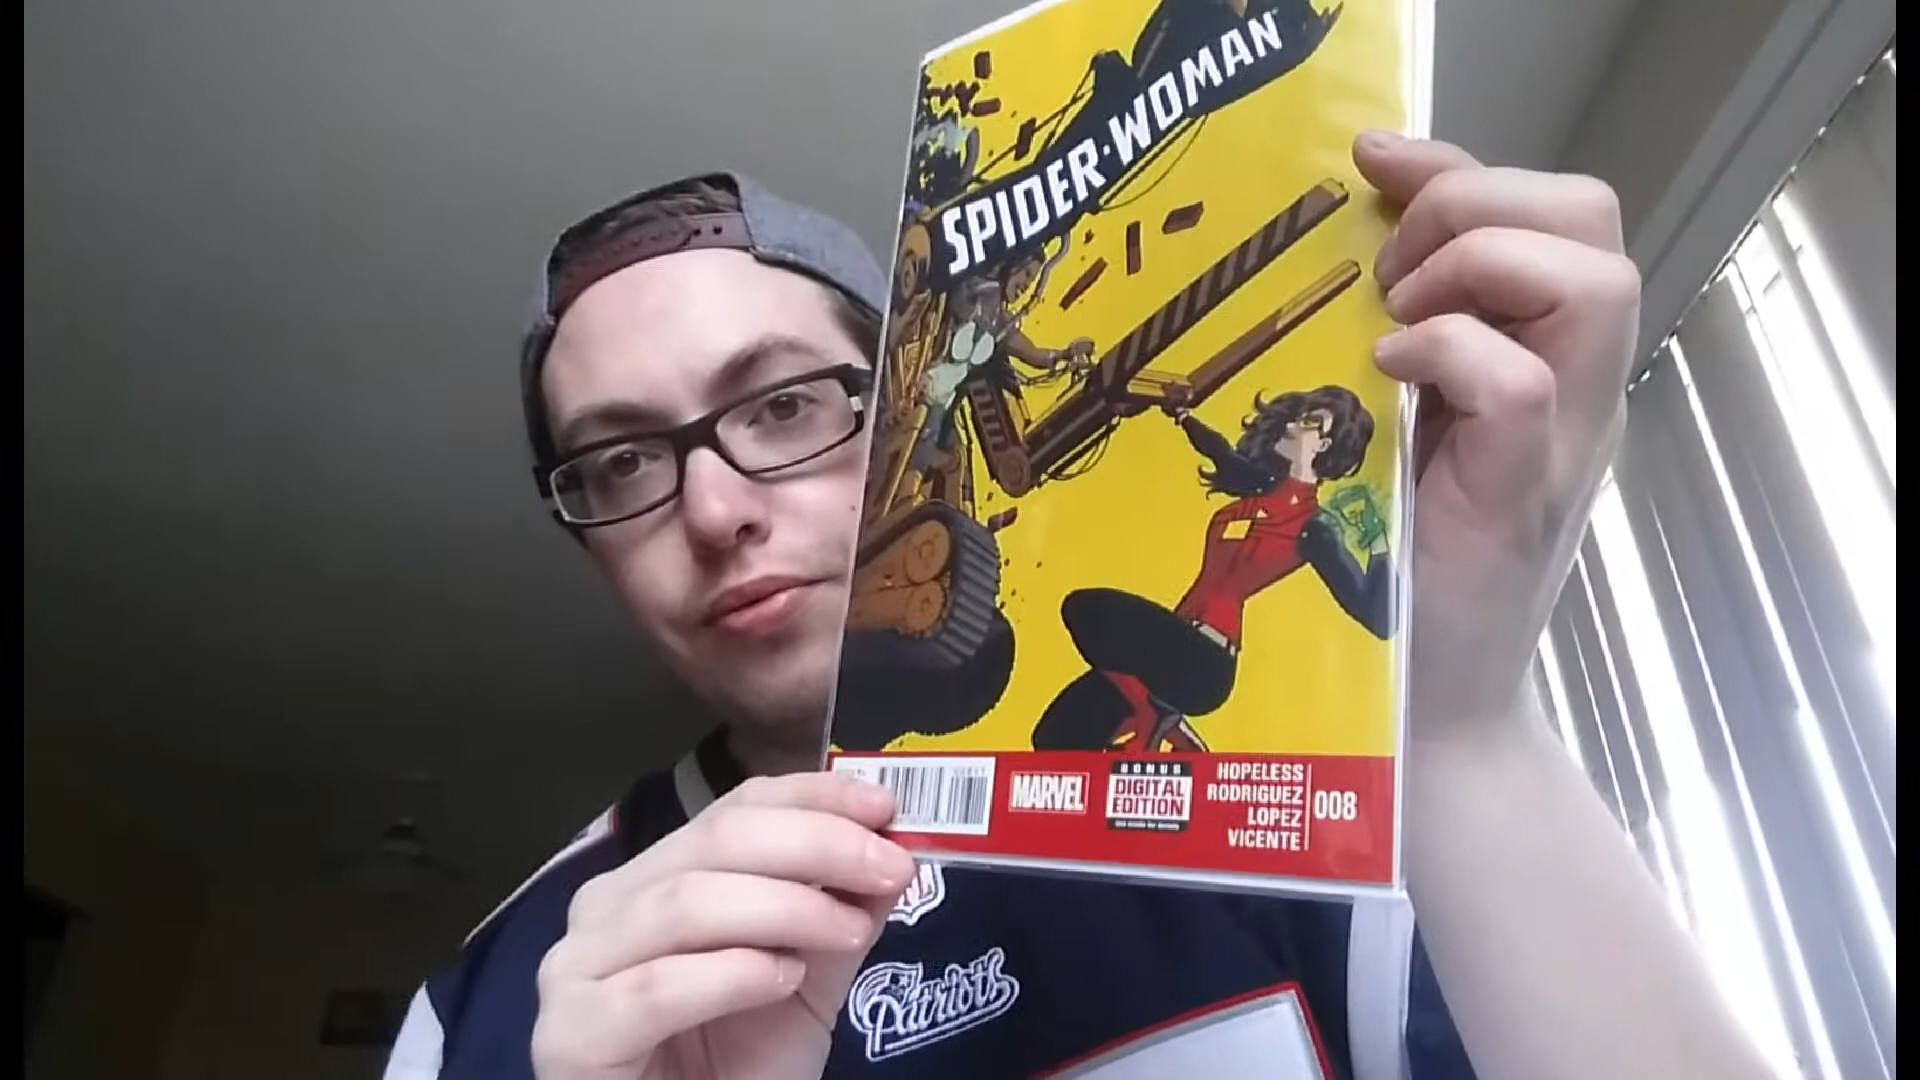 SPIDER·WOMAN
MARVEL
BONUS
DIGITAL
EDITION
HOPELESS
RODRIGUEZ
LOPEZ
VICENTE
008
Patriots